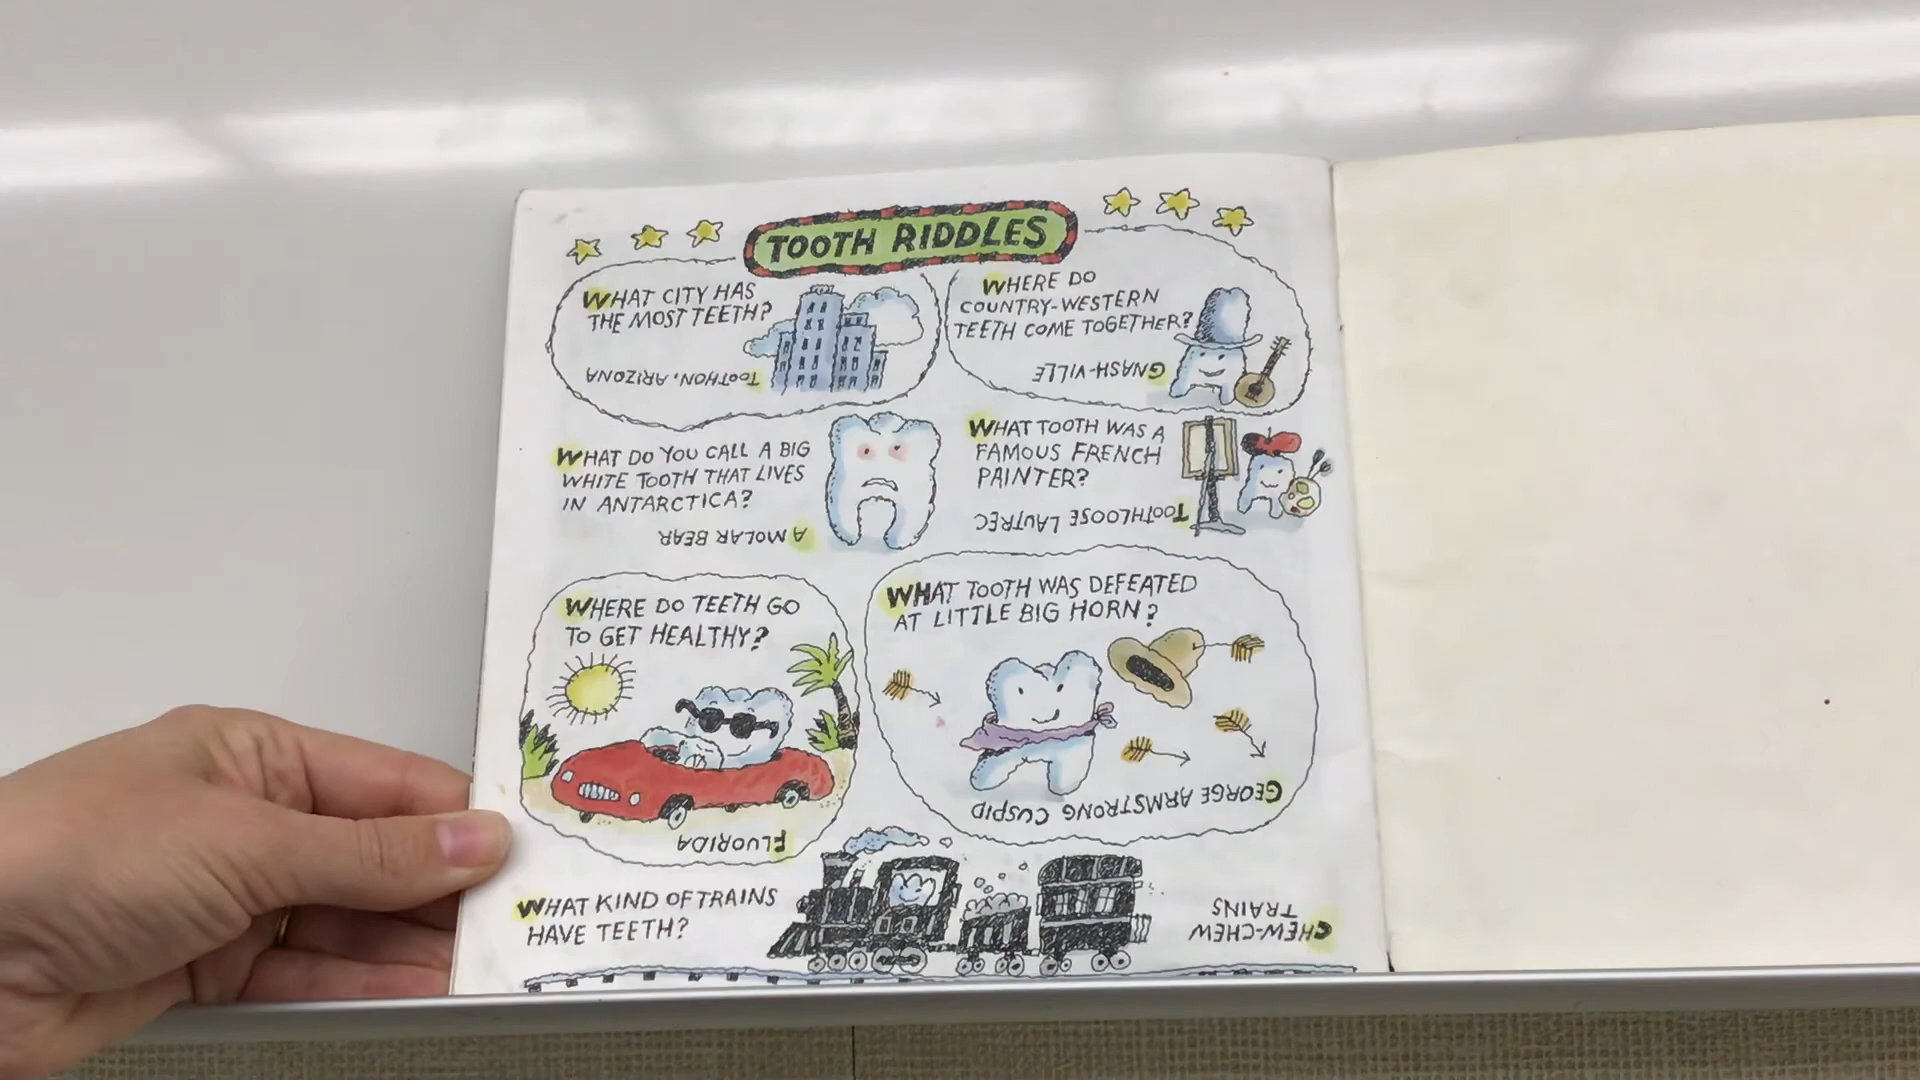 TOOTH RIDDLES
WHAT CITY HAS
THE MOST TEETH?
TOOTHON, ARIZONA
WHERE DO
COUNTRY-WESTERN
TEETH COME TOGETHER?
GNASH-VILLE
WHAT DO YOU CALL A BIG
WHITE TOOTH THAT LIVES
IN ANTARCTICA?
A MOLAR BEAR
WHAT TOOTH WAS A
FAMOUS FRENCH
PAINTER?
TOOTHLOOSE LAUTREC
WHERE DO TEETH GO
TO GET HEALTHY?
FLUORIDA
WHAT TOOTH WAS DEFEATED
AT LITTLE BIG HORN?
GEORGE ARMSTRONG CUSPID
WHAT KIND OF TRAINS
HAVE TEETH?
CHEW-CHEW
TRAINS